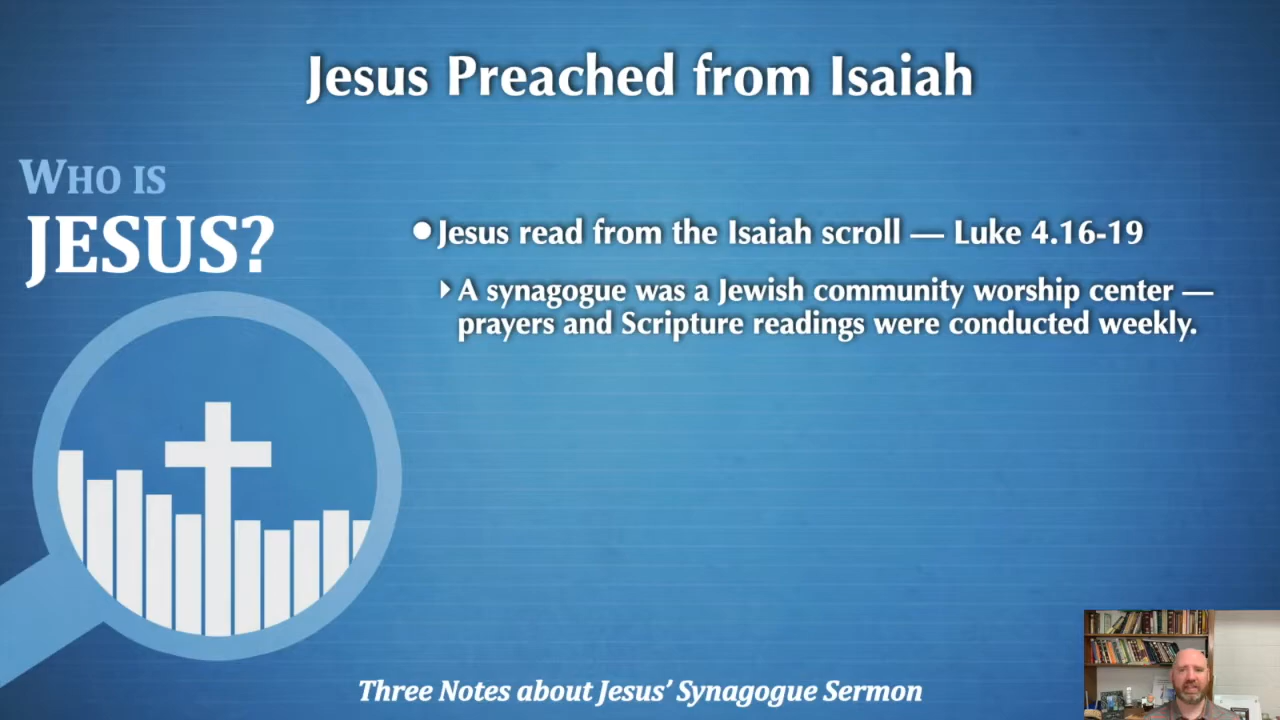 Jesus Preached from Isaiah
WHO IS
JESUS?
●Jesus read from the Isaiah scroll — Luke 4.16-19
‣A synagogue was a Jewish community worship center —
prayers and Scripture readings were conducted weekly.
Three Notes about Jesus’ Synagogue Sermon